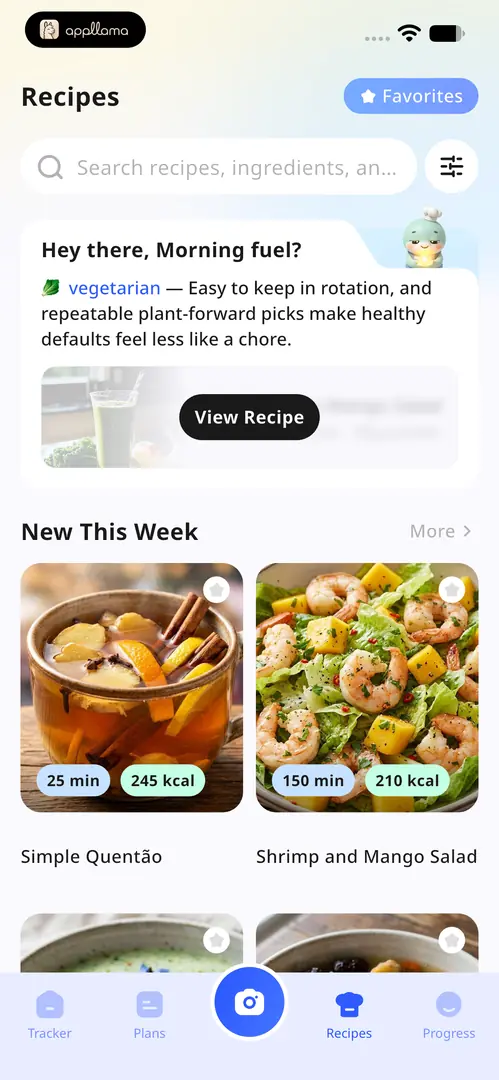 appllama
Recipes
Favorites
Search recipes, ingredients, an...
Hey there, Morning fuel?
vegetarian — Easy to keep in rotation, and
repeatable plant-forward picks make healthy
defaults feel less like a chore.
View Recipe
New This Week
More >
25 min
245 kcal
150 min
210 kcal
Simple Quentão
Shrimp and Mango Salad
Tracker
Plans
Recipes
Progress